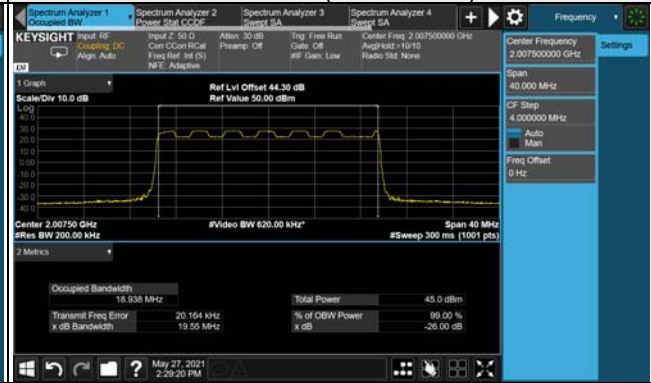 Spectrum Analyzer 1
Occupied BW
Spectrum Analyzer 2
Power Stat CCDF
Spectrum Analyzer 3
Swept SA
Spectrum Analyzer 4
Swept SA
Frequency
KEYSIGHT
Input: RF
Coupling: DC
Align: Auto
Input Z: 50 Ω
Corr CCorr RCal
Freq Ref: Int (S)
NFE: Adaptive
Atten: 30 dB
Preamp: Off
Trig: Free Run
Gate: Off
#IF Gain: Low
Center Freq: 2.007500000 GHz
Avg|Hold:>10/10
Radio Std: None
Center Frequency
2.007500000 GHz
Settings
Span
40.000 MHz
CF Step
4.000000 MHz
Auto
Man
Freq Offset
0 Hz
1 Graph
Scale/Div 10.0 dB
Ref Lvl Offset 44.30 dB
Ref Value 50.00 dBm
Log
40.0
30.0
20.0
10.0
0.00
-10.0
-20.0
-30.0
-40.0
Center 2.00750 GHz
#Res BW 200.00 kHz
#Video BW 620.00 kHz*
Span 40 MHz
#Sweep 300 ms (1001 pts)
2 Metrics
Occupied Bandwidth
18.938 MHz
Total Power
45.0 dBm
Transmit Freq Error
20.164 kHz
% of OBW Power
99.00 %
x dB Bandwidth
19.55 MHz
x dB
-26.00 dB
May 27, 2021
2:29:20 PM